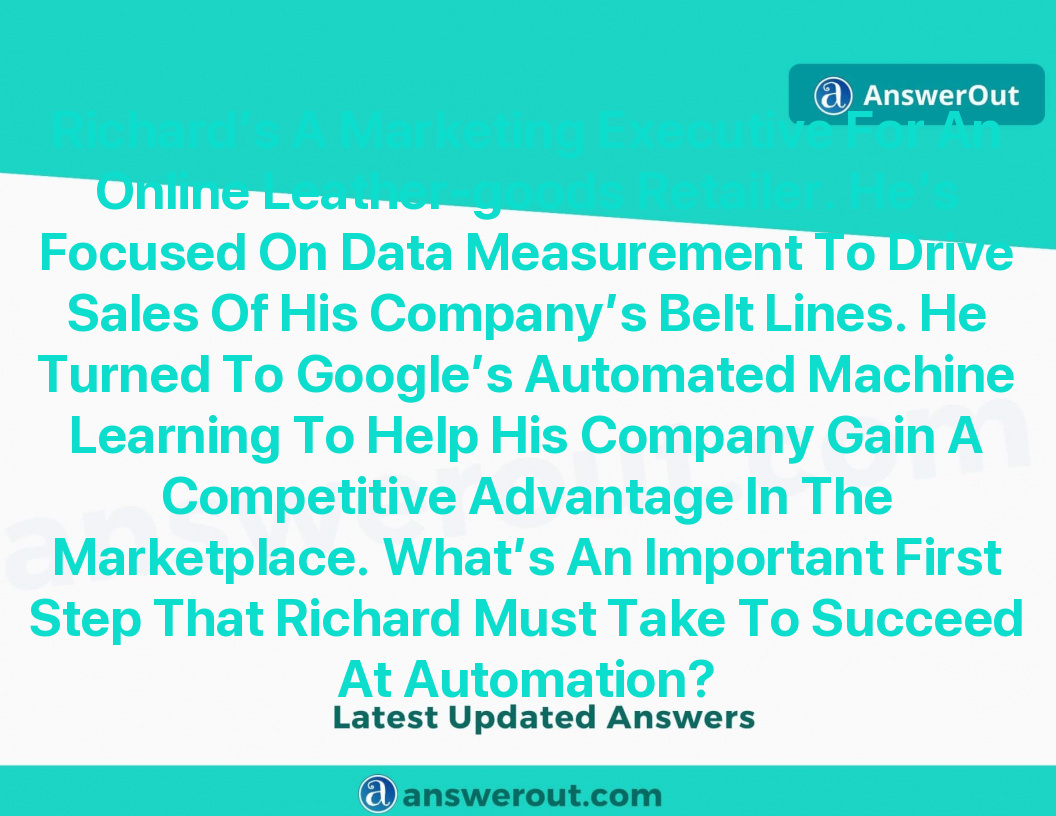 AnswerOut
Richard's A Marketing Executive For An
Online Leather-goods Retailer. He's
Focused On Data Measurement To Drive
Sales Of His Company's Belt Lines. He
Turned To Google's Automated Machine
Learning To Help His Company Gain A
Competitive Advantage In The
Marketplace. What's An Important First
Step That Richard Must Take To Succeed
At Automation?
Latest Updated Answers
answerout.com
answerout.com